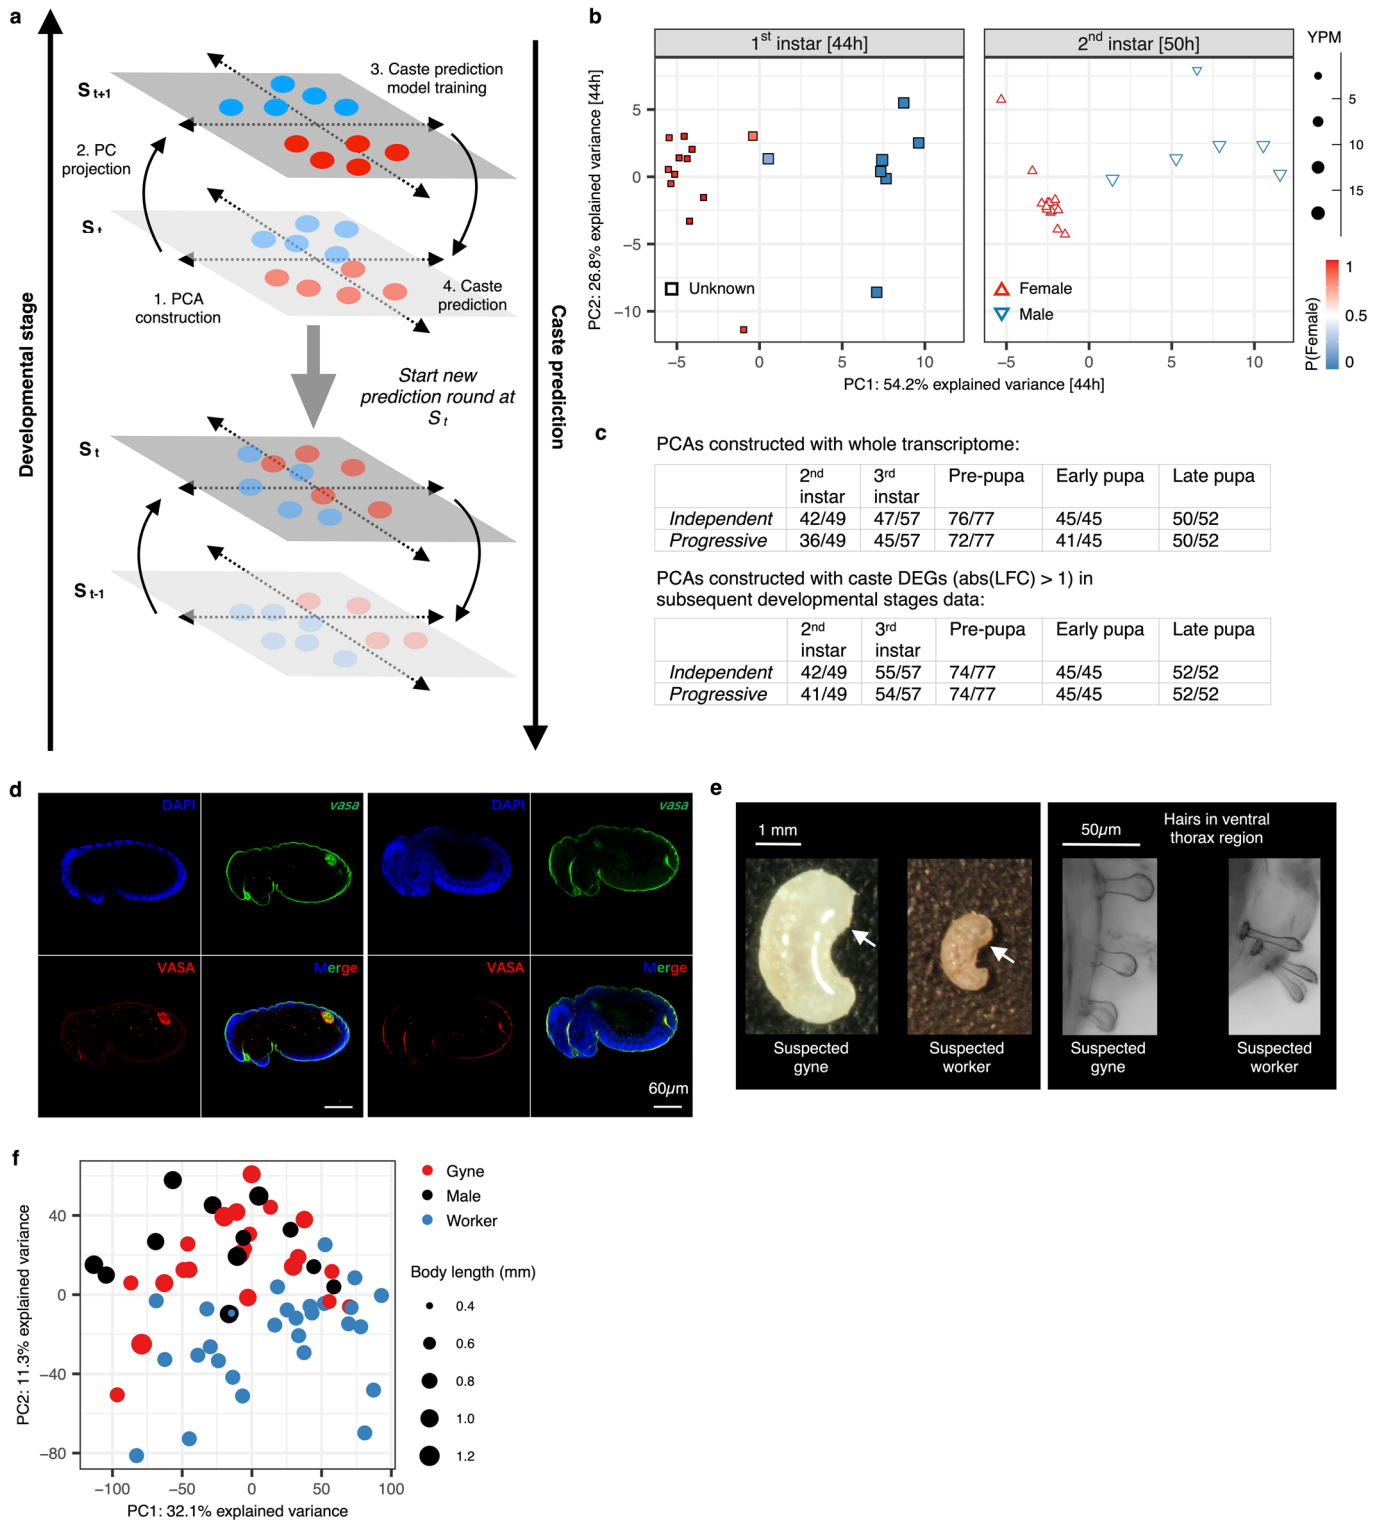 a
Developmental stage
S t+1
3. Caste prediction
model training
2. PC
projection
S t
1. PCA
construction
4. Caste
prediction
Start new
prediction round at
S t
Caste prediction
S t
S t-1
b
1st instar [44h]
2nd instar [50h]
PC2: 26.8% explained variance [44h]
5
0
−5
−10
Unknown
Female
Male
−5 0 5 10
−5 0 5 10
PC1: 54.2% explained variance [44h]
YPM
5
10
15
P(Female)
1
0.5
0
c
PCAs constructed with whole transcriptome:
2nd instar 3rd instar Pre-pupa Early pupa Late pupa
Independent 42/49 47/57 76/77 45/45 50/52
Progressive 36/49 45/57 72/77 41/45 50/52
PCAs constructed with caste DEGs (abs(LFC) > 1) in
subsequent developmental stages data:
2nd instar 3rd instar Pre-pupa Early pupa Late pupa
Independent 42/49 55/57 74/77 45/45 52/52
Progressive 41/49 54/57 74/77 45/45 52/52
d
DAPI vasa DAPI vasa
VASA Merge VASA Merge
60μm
e
1 mm
Suspected
gyne
Suspected
worker
50μm
Hairs in ventral
thorax region
Suspected
gyne
Suspected
worker
f
PC2: 11.3% explained variance
40
0
−40
−80
−100 −50 0 50 100
PC1: 32.1% explained variance
Gyne
Male
Worker
Body length (mm)
0.4
0.6
0.8
1.0
1.2